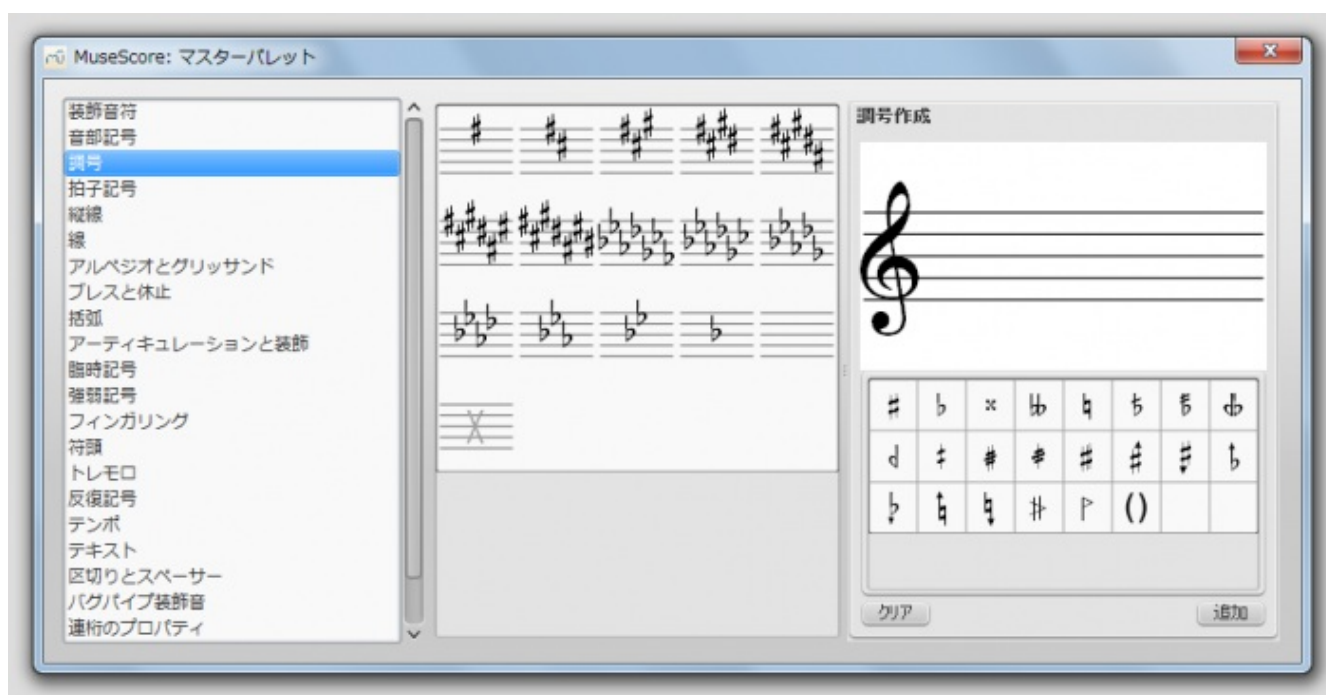 MuseScore: マスターパレット
装飾音符
音部記号
調号
拍子記号
縦線
線
アルペジオとグリッサンド
ブレスと休止
括弧
アーティキュレーションと装飾
臨時記号
強弱記号
フィンガリング
符頭
トレモロ
反復記号
テンポ
テキスト
区切りとスペーサー
バグパイプ装飾音
連桁のプロパティ
調号作成
クリア
追加